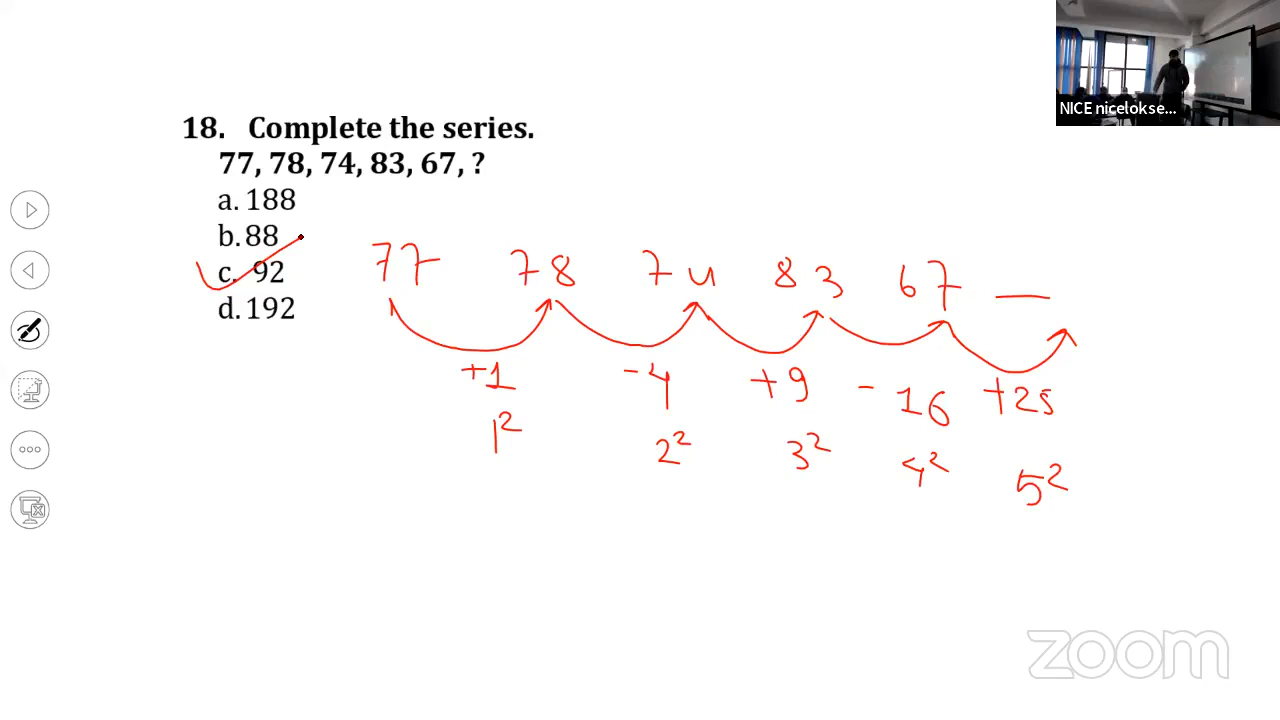 NICE nicelokse...
18. Complete the series.
77, 78, 74, 83, 67, ?
a. 188
b. 88
c. 92
d. 192
77 78 74 83 67 __
+1 -4 +9 -16 +25
1² 2² 3² 4² 5²
zoom